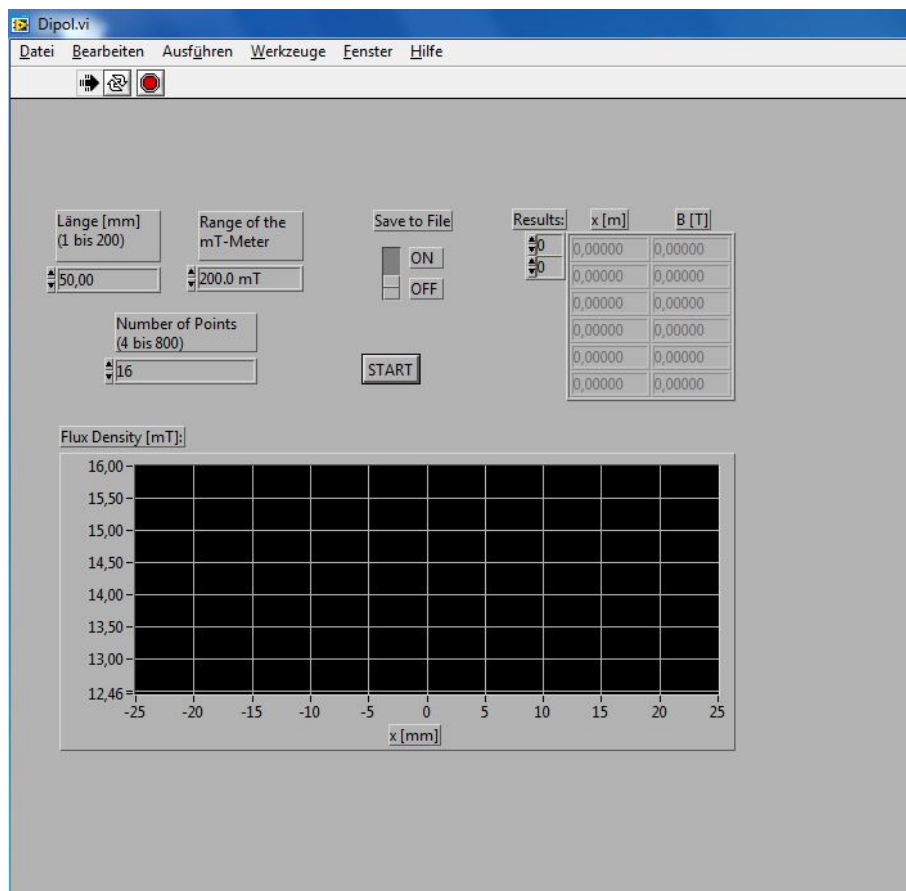 Dipol.vi
Datei Bearbeiten Ausführen Werkzeuge Fenster Hilfe
Länge [mm]
(1 bis 200)
50,00
Range of the
mT-Meter
200.0 mT
Save to File
ON
OFF
Results: x [m] B [T]
0
0
0,00000 0,00000
0,00000 0,00000
0,00000 0,00000
0,00000 0,00000
0,00000 0,00000
0,00000 0,00000
Number of Points
(4 bis 800)
16
START
Flux Density [mT]:
16,00
15,50
15,00
14,50
14,00
13,50
13,00
12,46
-25 -20 -15 -10 -5 0 5 10 15 20 25
x [mm]